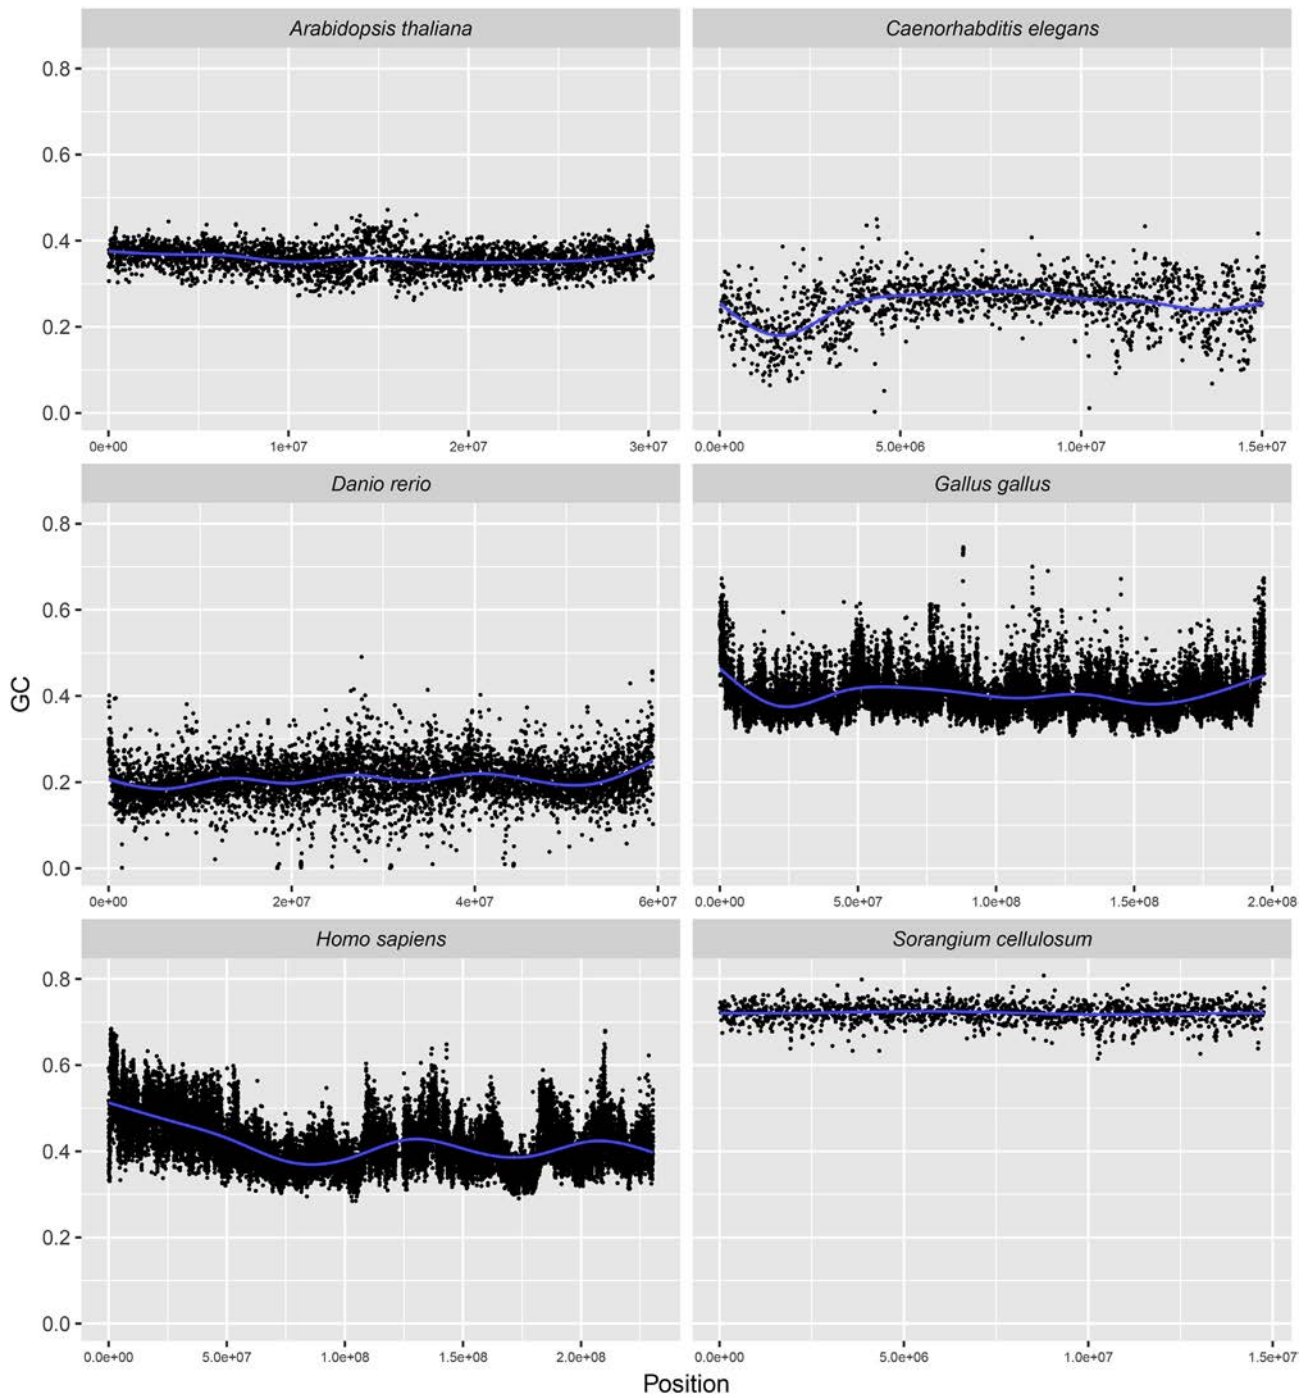 Arabidopsis thaliana Caenorhabditis elegans
0.8
0.6
0.4
0.2
0.0
0e+00 1e+07 2e+07 3e+07 0.0e+00 5.0e+06 1.0e+07 1.5e+07
Danio rerio Gallus gallus
0.8
0.6
0.4
0.2
0.0
0e+00 2e+07 4e+07 6e+07 0.0e+00 5.0e+07 1.0e+08 1.5e+08 2.0e+08
GC
Homo sapiens Sorangium cellulosum
0.8
0.6
0.4
0.2
0.0
0.0e+00 5.0e+07 1.0e+08 1.5e+08 2.0e+08 0.0e+00 5.0e+06 1.0e+07 1.5e+07
Position